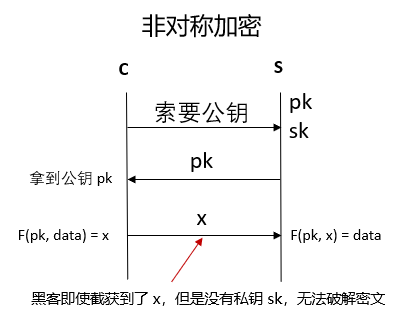 非对称加密
C
S
索要公钥
pk
sk
pk
拿到公钥 pk
x
F(pk, data) = x
F(pk, x) = data
黑客即使截获到了 x，但是没有私钥 sk，无法破解密文